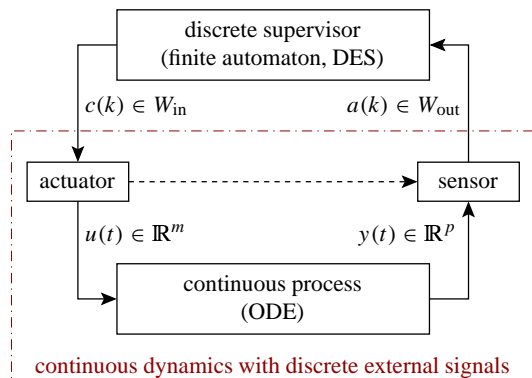 discrete supervisor
(finite automaton, DES)
c(k) ∈ W_in
a(k) ∈ W_out
actuator
sensor
u(t) ∈ ℝ^m
y(t) ∈ ℝ^p
continuous process
(ODE)
continuous dynamics with discrete external signals